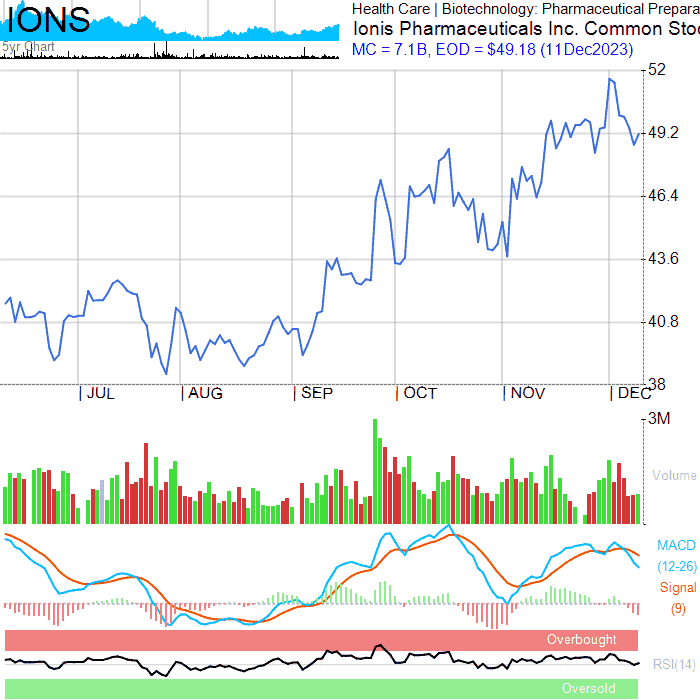 IONS
5yr Chart
Health Care | Biotechnology: Pharmaceutical Prepara
Ionis Pharmaceuticals Inc. Common Sto
MC = 7.1B, EOD = $49.18 (11Dec2023)
52
49.2
46.4
43.6
40.8
38
| JUL | AUG | SEP | OCT | NOV | DEC
3M
Volume
MACD
(12-26)
Signal
(9)
Overbought
RSI(14)
Oversold